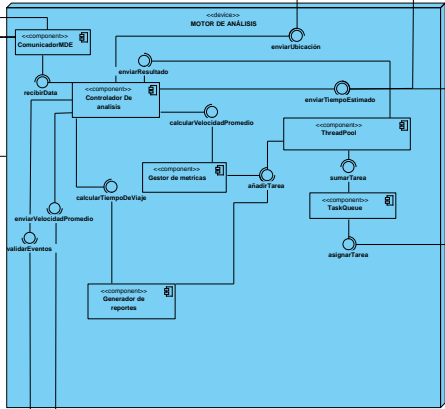 <<device>>
MOTOR DE ANÁLISIS
<<component>>
ComunicadorMDE
enviarUbicación
enviarResultado
recibirData
<<component>>
Controlador De
analisis
enviarTiempoEstimado
calcularVelocidadPromedio
<<component>>
ThreadPool
<<component>>
Gestor de metricas
añadirTarea
sumarTarea
calcularTiempoDeViaje
<<component>>
TaskQueue
enviarVelocidadPromedio
validarEventos
asignarTarea
<<component>>
Generador de
reportes